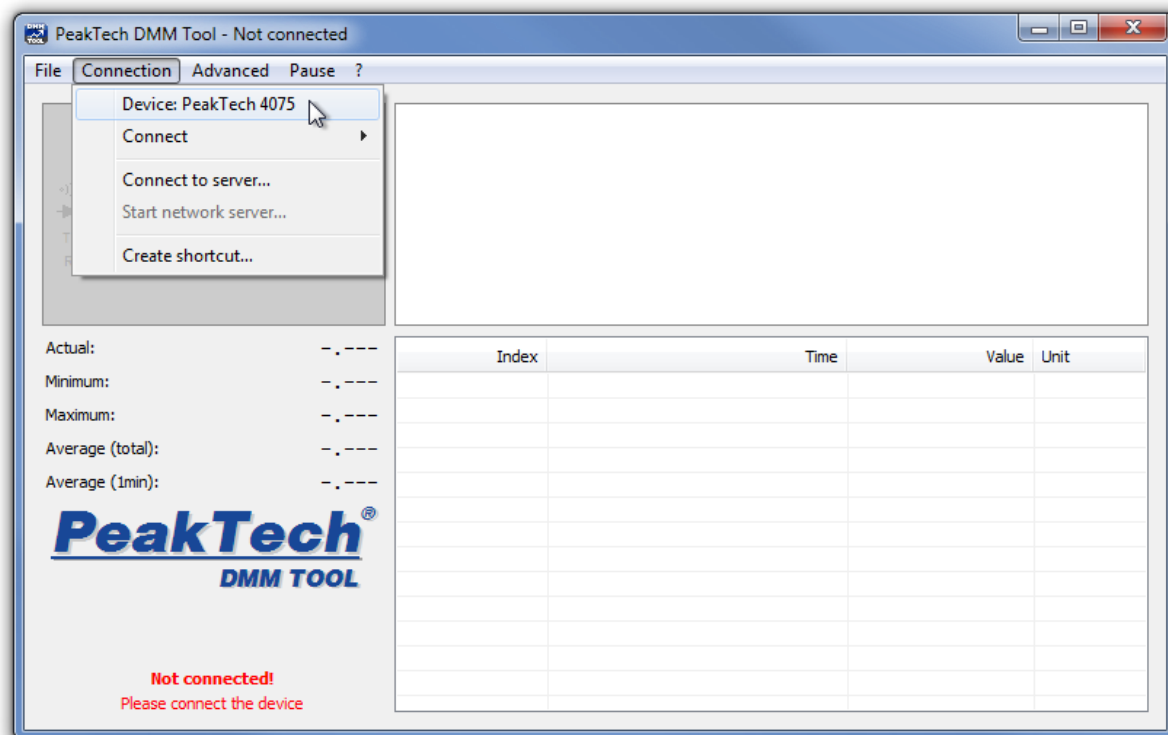 DMM TOOL PeakTech DMM Tool - Not connected
File Connection Advanced Pause ?
Device: PeakTech 4075
Connect
Connect to server...
Start network server...
Create shortcut...
Actual: -.---
Minimum: -.---
Maximum: -.---
Average (total): -.---
Average (1min): -.---
Index Time Value Unit
PeakTech®
DMM TOOL
Not connected!
Please connect the device